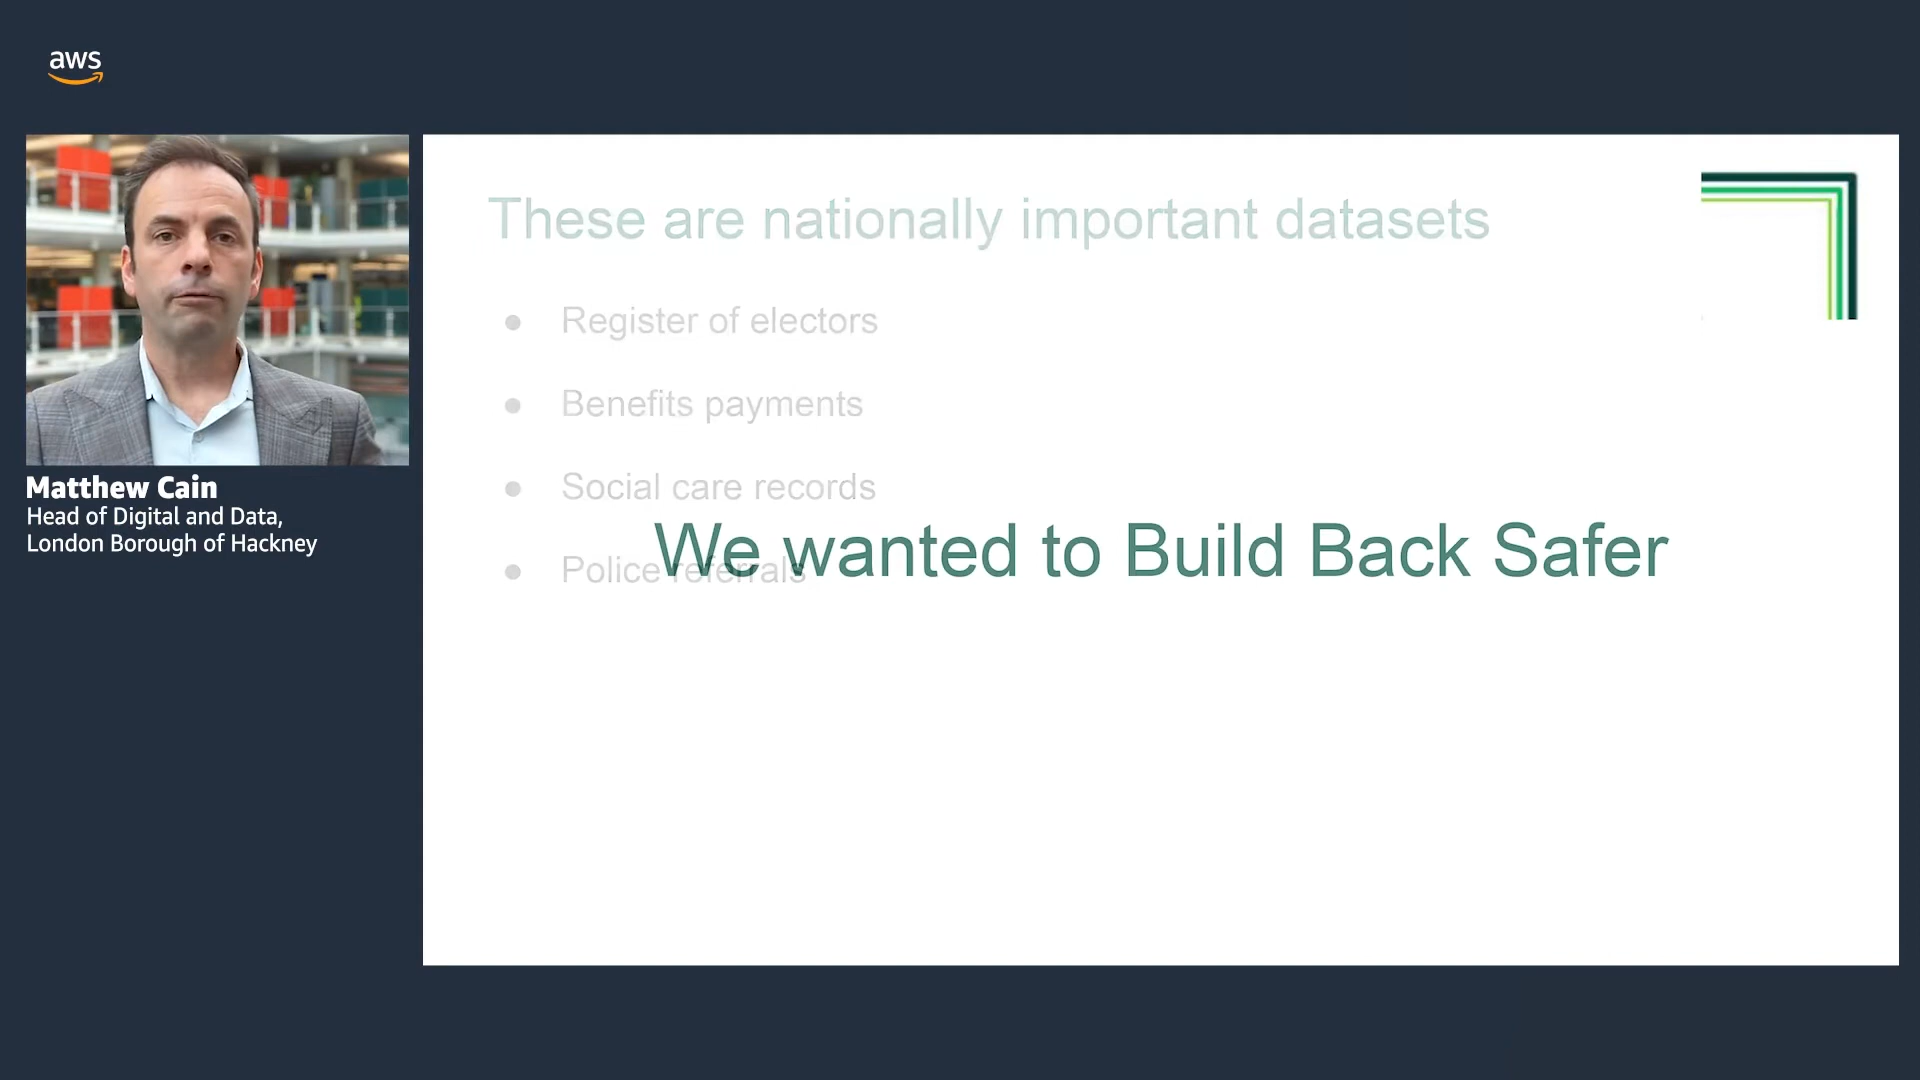 aws
Matthew Cain
Head of Digital and Data,
London Borough of Hackney
These are nationally important datasets
● Register of electors
● Benefits payments
● Social care records
● Police referrals
We wanted to Build Back Safer